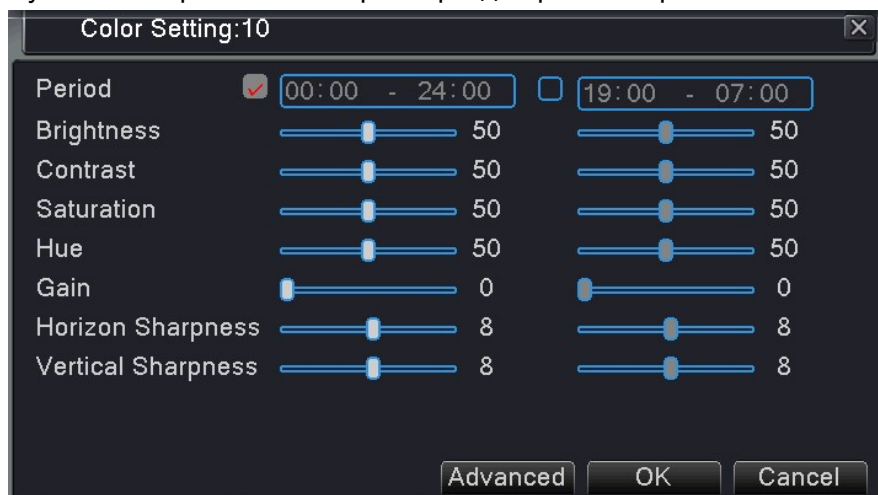 Color Setting:10
Period 00:00 - 24:00 19:00 - 07:00
Brightness 50 50
Contrast 50 50
Saturation 50 50
Hue 50 50
Gain 0 0
Horizon Sharpness 8 8
Vertical Sharpness 8 8
Advanced OK Cancel